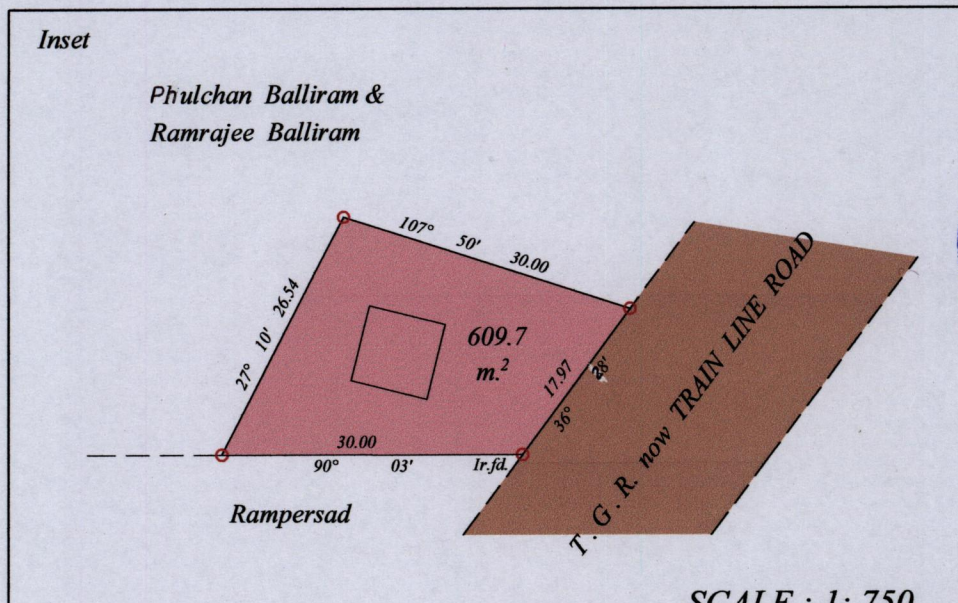 Inset
Phulchan Balliram &
Ramrajee Balliram
107° 50' 30.00
27° 10' 26.54
609.7
m.²
36° 28'
17.97
30.00
90° 03' Ir.fd.
Rampersad
T. G. R. now TRAIN LINE ROAD
SCALE : 1: 750